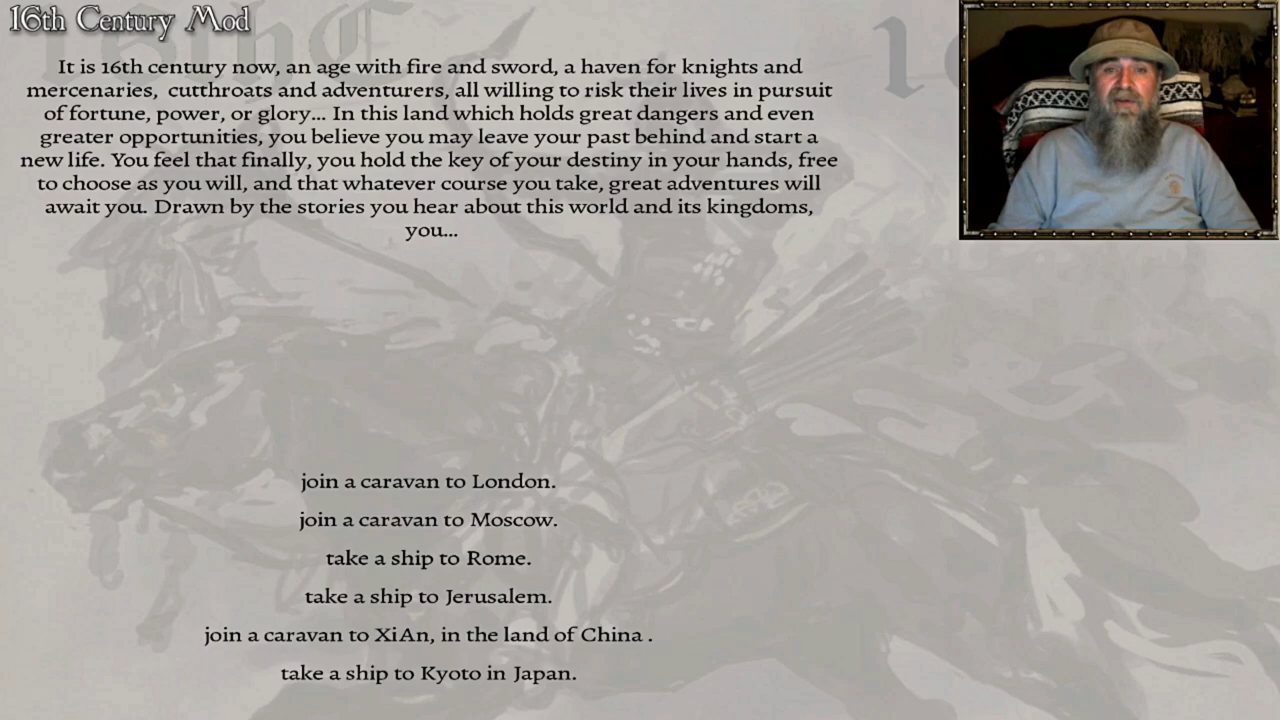 16th Century Mod
It is 16th century now, an age with fire and sword, a haven for knights and
mercenaries, cutthroats and adventurers, all willing to risk their lives in pursuit
of fortune, power, or glory... In this land which holds great dangers and even
greater opportunities, you believe you may leave your past behind and start a
new life. You feel that finally, you hold the key of your destiny in your hands, free
to choose as you will, and that whatever course you take, great adventures will
await you. Drawn by the stories you hear about this world and its kingdoms,
you...
join a caravan to London.
join a caravan to Moscow.
take a ship to Rome.
take a ship to Jerusalem.
join a caravan to XiAn, in the land of China .
take a ship to Kyoto in Japan.